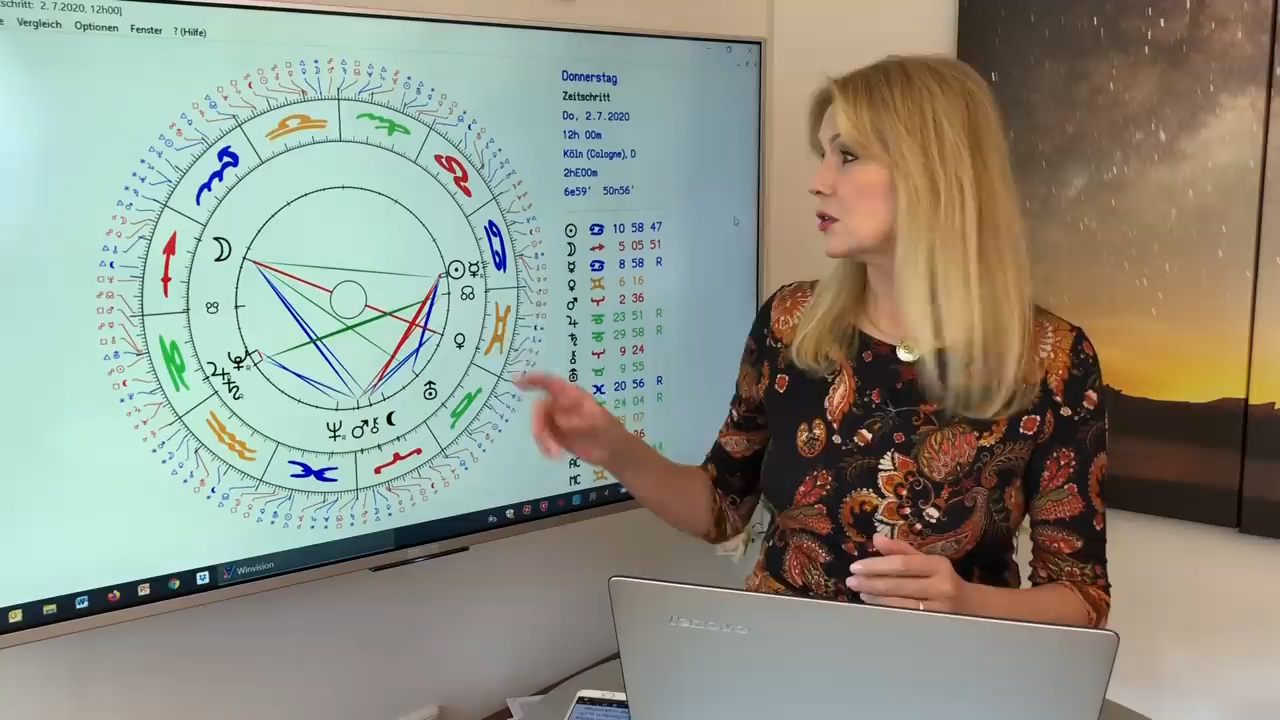 schritt: 2.7.2020, 12h00]
Vergleich Optionen Fenster ? (Hilfe)
Donnerstag
Zeitschritt
Do, 2.7.2020
12h 00m
Köln (Cologne), D
2hE00m
6e59' 50n56'
10 58 47
5 05 51
8 58 R
6 16
2 36
23 51 R
29 58 R
9 24
9 55
20 56 R
24 04 R
07
AC
MC
Winvision
lenovo